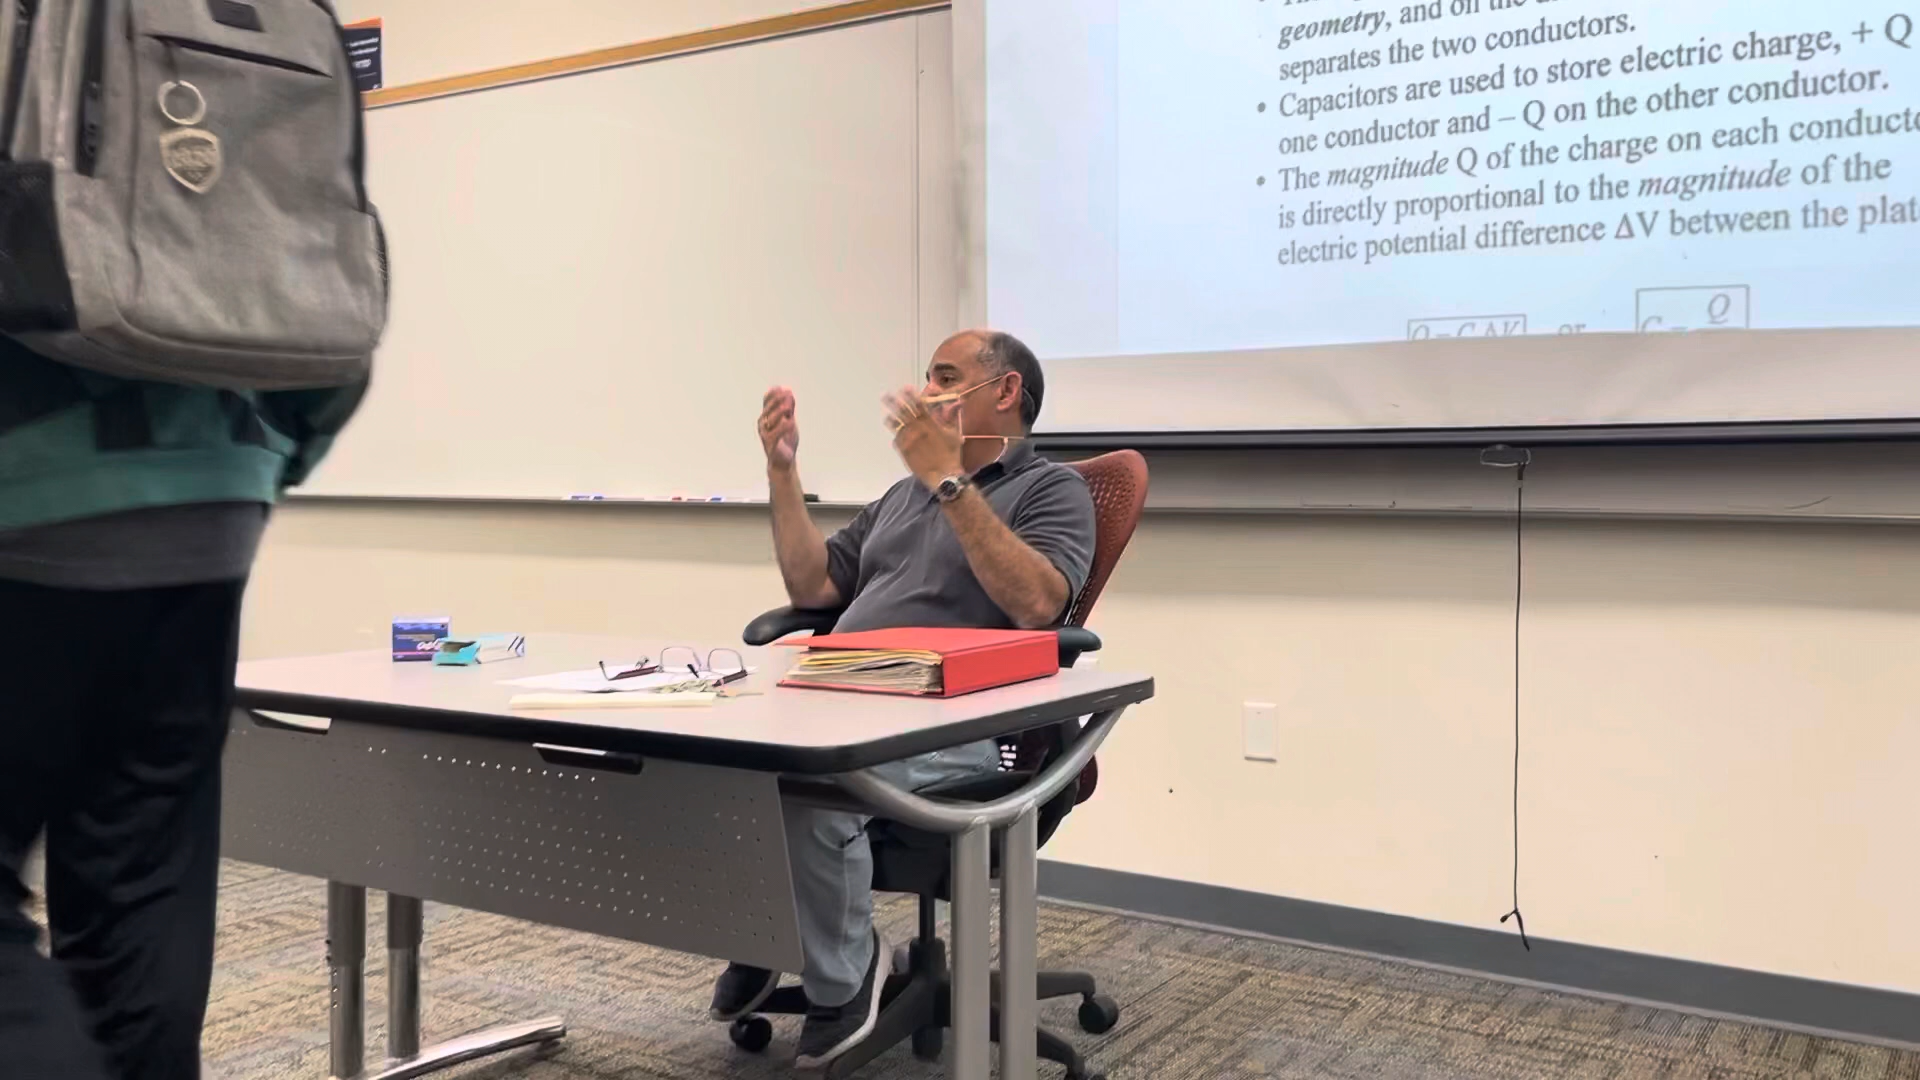 geometry, and on the
separates the two conductors.
• Capacitors are used to store electric charge, + Q
one conductor and – Q on the other conductor.
• The magnitude Q of the charge on each
is directly proportional to the magnitude of the
electric potential difference ΔV between the
Q = C ΔV or C = Q